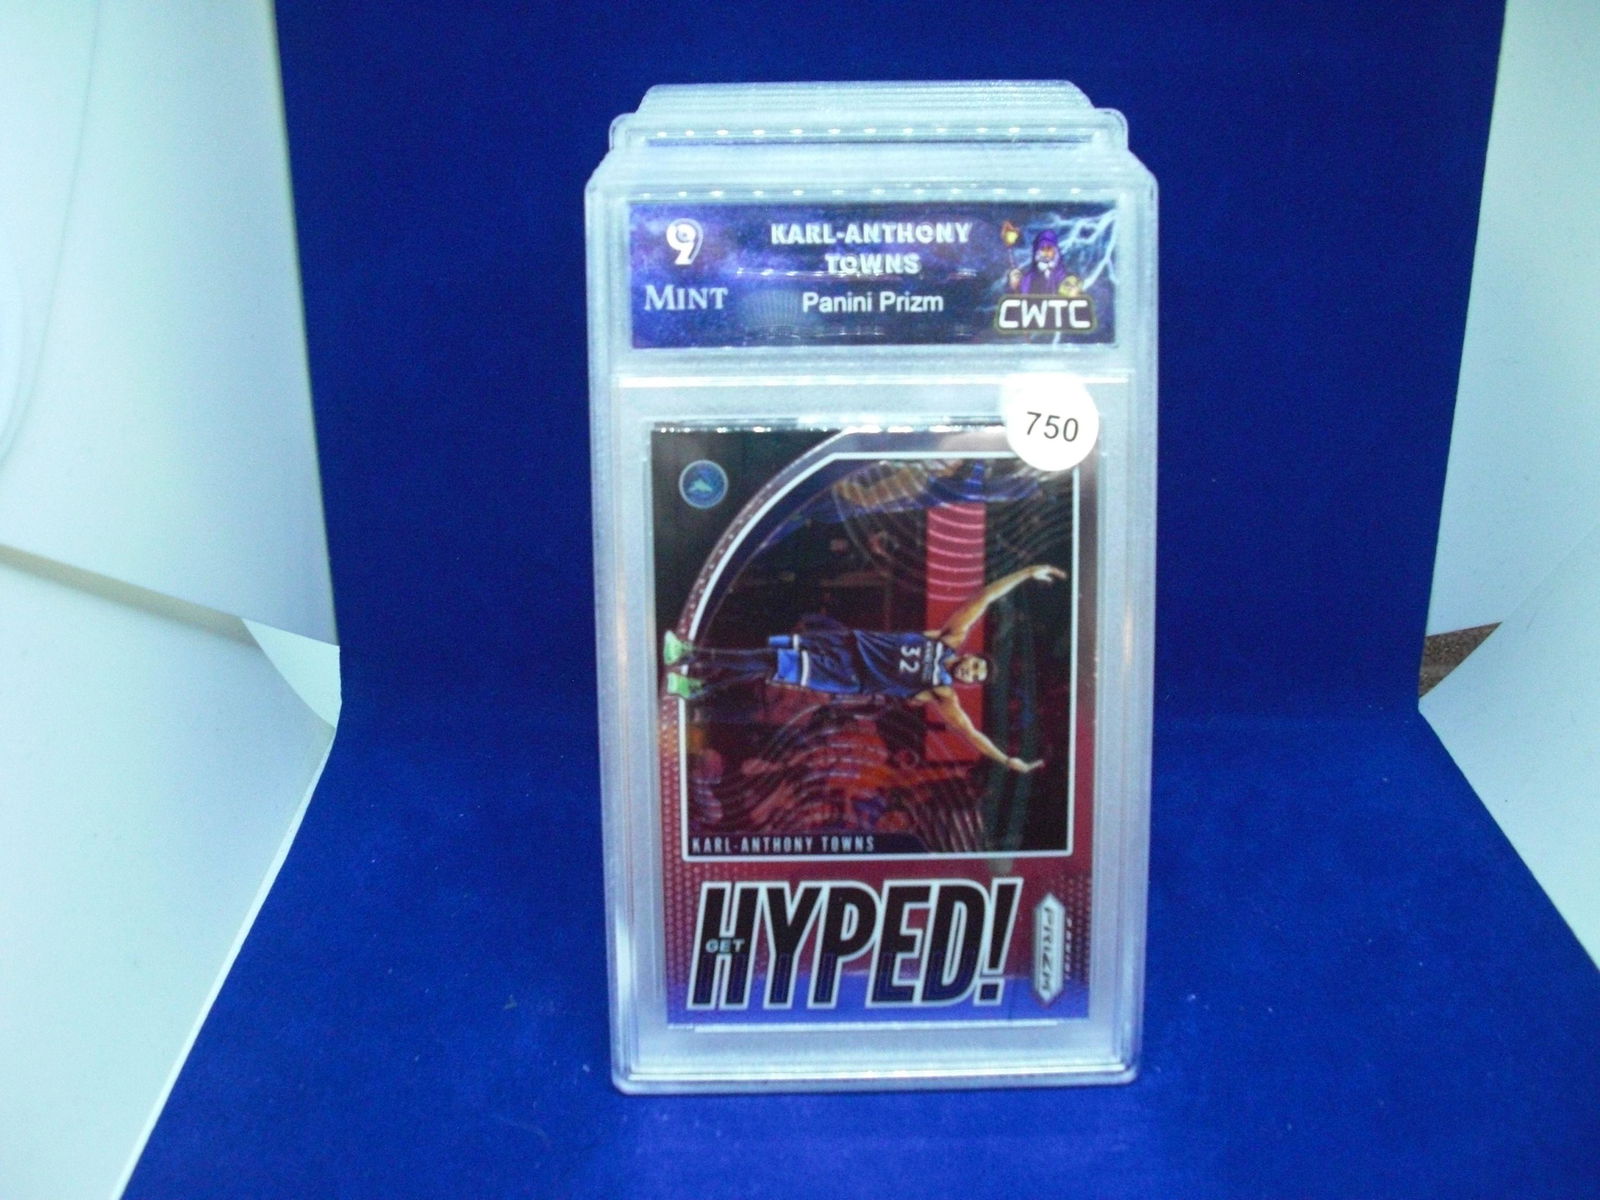 9
MINT
KARL-ANTHONY
TOWNS
Panini Prizm
CWTC
750
32
KARL-ANTHONY TOWNS
GET
HYPED!
PRIZM